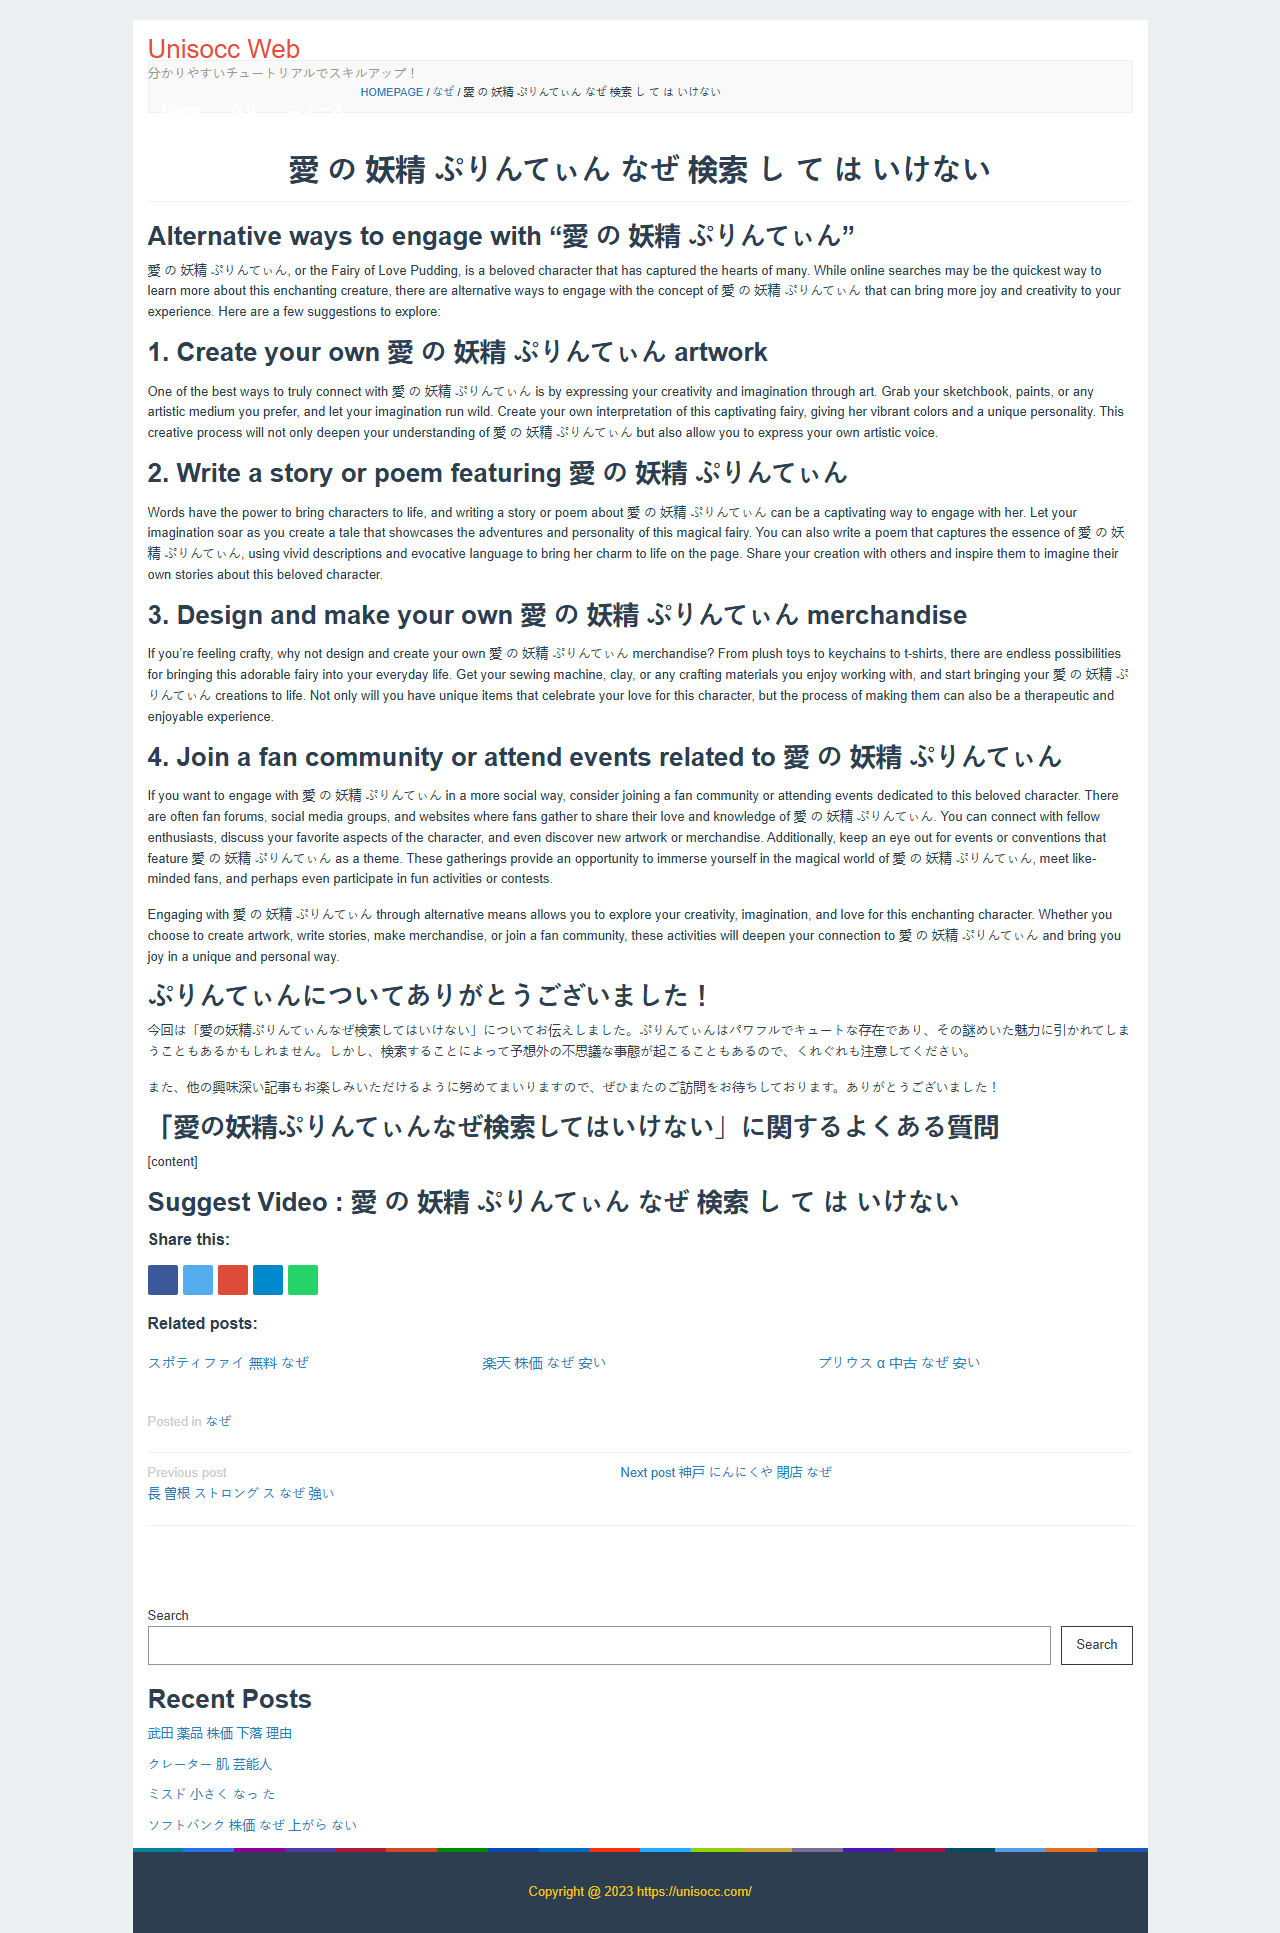 Unisocc Web
分かりやすいチュートリアルでスキルアップ！
HOMEPAGE / なぜ / 愛 の 妖精 ぷりんてぃん なぜ 検索 し て は いけない
Home なぜ ニュース
愛 の 妖精 ぷりんてぃん なぜ 検索 し て は いけない
Alternative ways to engage with “愛 の 妖精 ぷりんてぃん”
愛 の 妖精 ぷりんてぃん, or the Fairy of Love Pudding, is a beloved character that has captured the hearts of many. While online searches may be the quickest way to
learn more about this enchanting creature, there are alternative ways to engage with the concept of 愛 の 妖精 ぷりんてぃん that can bring more joy and creativity to your
experience. Here are a few suggestions to explore:
1. Create your own 愛 の 妖精 ぷりんてぃん artwork
One of the best ways to truly connect with 愛 の 妖精 ぷりんてぃん is by expressing your creativity and imagination through art. Grab your sketchbook, paints, or any
artistic medium you prefer, and let your imagination run wild. Create your own interpretation of this captivating fairy, giving her vibrant colors and a unique personality. This
creative process will not only deepen your understanding of 愛 の 妖精 ぷりんてぃん but also allow you to express your own artistic voice.
2. Write a story or poem featuring 愛 の 妖精 ぷりんてぃん
Words have the power to bring characters to life, and writing a story or poem about 愛 の 妖精 ぷりんてぃん can be a captivating way to engage with her. Let your
imagination soar as you create a tale that showcases the adventures and personality of this magical fairy. You can also write a poem that captures the essence of 愛 の 妖
精 ぷりんてぃん, using vivid descriptions and evocative language to bring her charm to life on the page. Share your creation with others and inspire them to imagine their
own stories about this beloved character.
3. Design and make your own 愛 の 妖精 ぷりんてぃん merchandise
If you’re feeling crafty, why not design and create your own 愛 の 妖精 ぷりんてぃん merchandise? From plush toys to keychains to t-shirts, there are endless possibilities
for bringing this adorable fairy into your everyday life. Get your sewing machine, clay, or any crafting materials you enjoy working with, and start bringing your 愛 の 妖精 ぷ
りんてぃん creations to life. Not only will you have unique items that celebrate your love for this character, but the process of making them can also be a therapeutic and
enjoyable experience.
4. Join a fan community or attend events related to 愛 の 妖精 ぷりんてぃん
If you want to engage with 愛 の 妖精 ぷりんてぃん in a more social way, consider joining a fan community or attending events dedicated to this beloved character. There
are often fan forums, social media groups, and websites where fans gather to share their love and knowledge of 愛 の 妖精 ぷりんてぃん. You can connect with fellow
enthusiasts, discuss your favorite aspects of the character, and even discover new artwork or merchandise. Additionally, keep an eye out for events or conventions that
feature 愛 の 妖精 ぷりんてぃん as a theme. These gatherings provide an opportunity to immerse yourself in the magical world of 愛 の 妖精 ぷりんてぃん, meet like-
minded fans, and perhaps even participate in fun activities or contests.
Engaging with 愛 の 妖精 ぷりんてぃん through alternative means allows you to explore your creativity, imagination, and love for this enchanting character. Whether you
choose to create artwork, write stories, make merchandise, or join a fan community, these activities will deepen your connection to 愛 の 妖精 ぷりんてぃん and bring you
joy in a unique and personal way.
ぷりんてぃんについてありがとうございました！
今回は「愛の妖精ぷりんてぃんなぜ検索してはいけない」についてお伝えしました。ぷりんてぃんはパワフルでキュートな存在であり、その謎めいた魅力に引かれてしま
うこともあるかもしれません。しかし、検索することによって予想外の不思議な事態が起こることもあるので、くれぐれも注意してください。
また、他の興味深い記事もお楽しみいただけるように努めてまいりますので、ぜひまたのご訪問をお待ちしております。ありがとうございました！
「愛の妖精ぷりんてぃんなぜ検索してはいけない」に関するよくある質問
[content]
Suggest Video : 愛 の 妖精 ぷりんてぃん なぜ 検索 し て は いけない
Share this:
Related posts:
スポティファイ 無料 なぜ 楽天 株価 なぜ 安い プリウス α 中古 なぜ 安い
Posted in なぜ
Previous post Next post 神戸 にんにくや 閉店 なぜ
長 曽根 ストロング ス なぜ 強い
Search
Search
Recent Posts
武田 薬品 株価 下落 理由
クレーター 肌 芸能人
ミスド 小さく なっ た
ソフトバンク 株価 なぜ 上がら ない
Copyright @ 2023 https://unisocc.com/